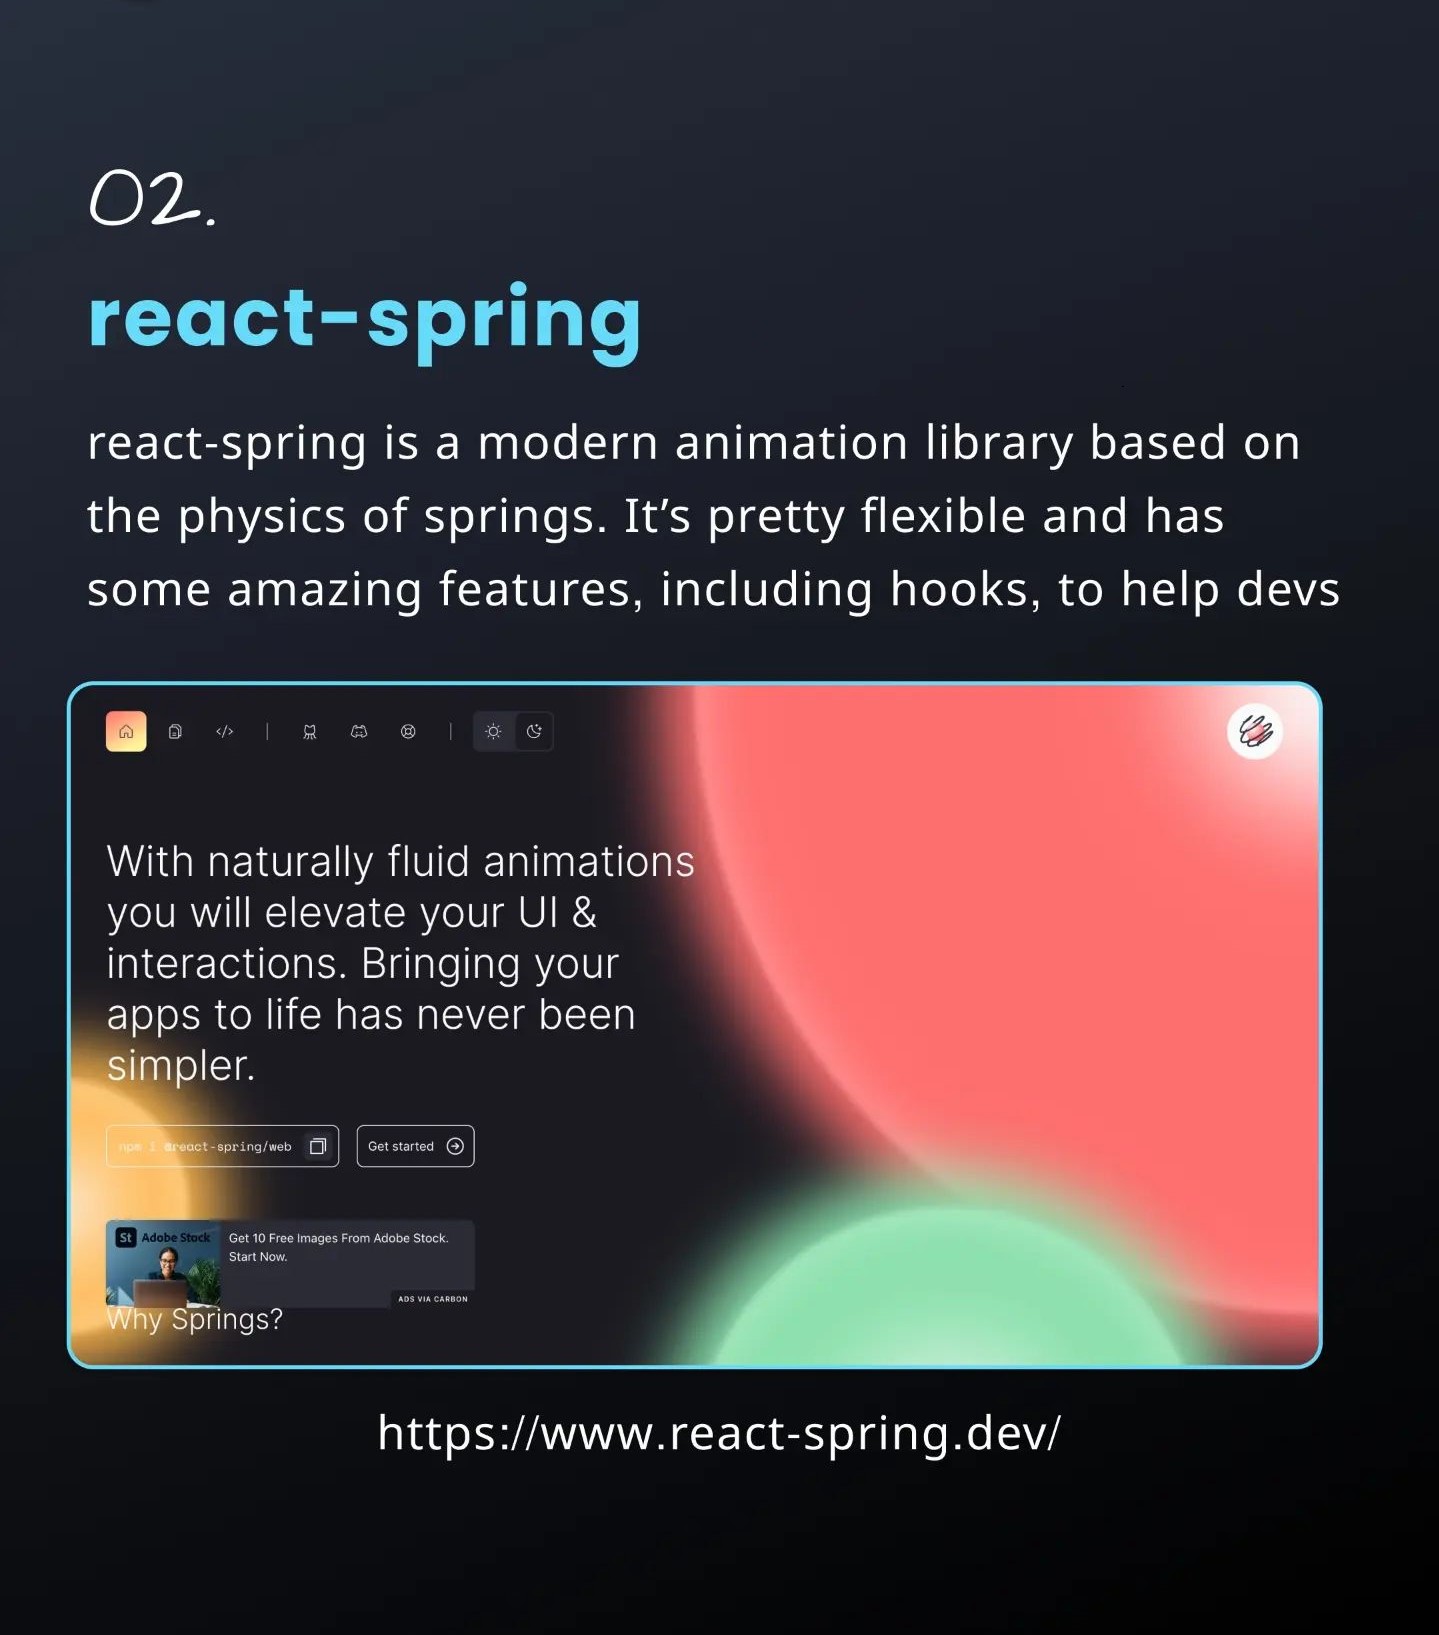 02.
react-spring
react-spring is a modern animation library based on
the physics of springs. It’s pretty flexible and has
some amazing features, including hooks, to help devs
With naturally fluid animations
you will elevate your UI &
interactions. Bringing your
apps to life has never been
simpler.
npm i @react-spring/web
Get started
St Adobe Stock
Get 10 Free Images From Adobe Stock.
Start Now.
ADS VIA CARBON
Why Springs?
https://www.react-spring.dev/